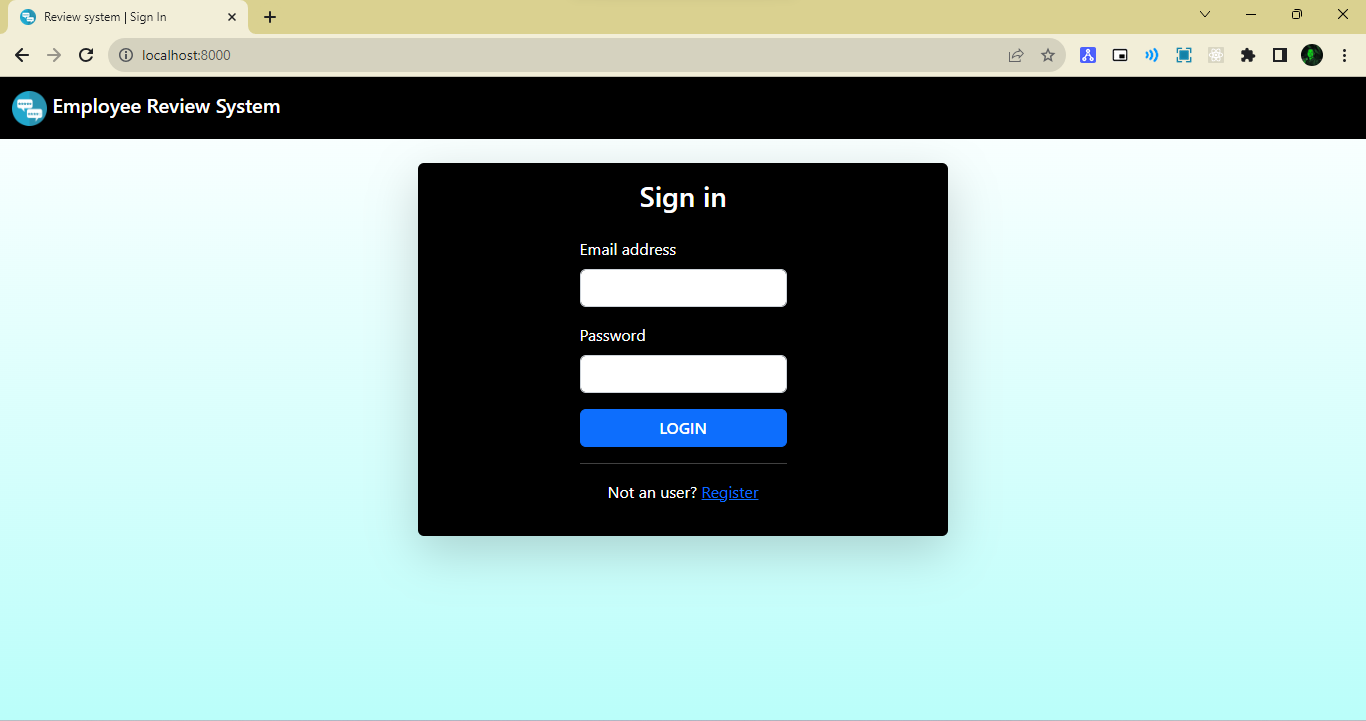 Review system | Sign In
localhost:8000
Employee Review System
Sign in
Email address
Password
LOGIN
Not an user? Register